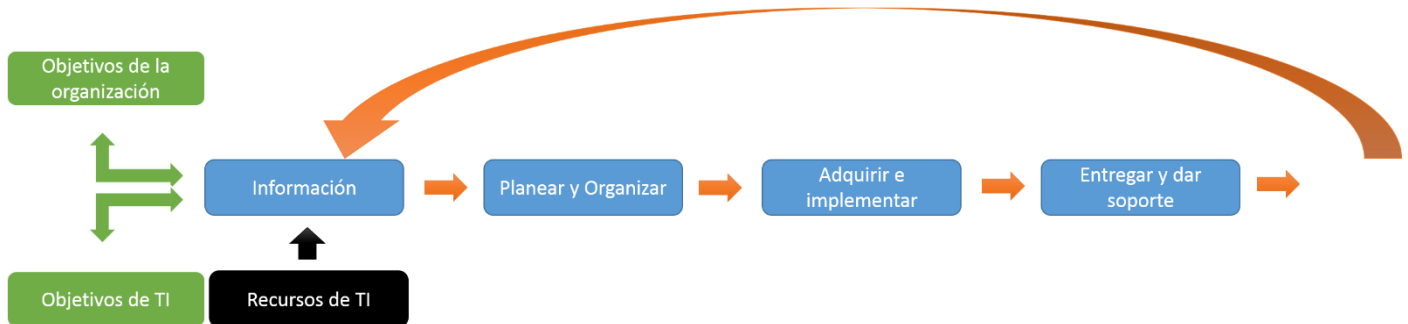 Objetivos de la
organización
Información
Planear y Organizar
Adquirir e
implementar
Entregar y dar
soporte
Objetivos de TI
Recursos de TI